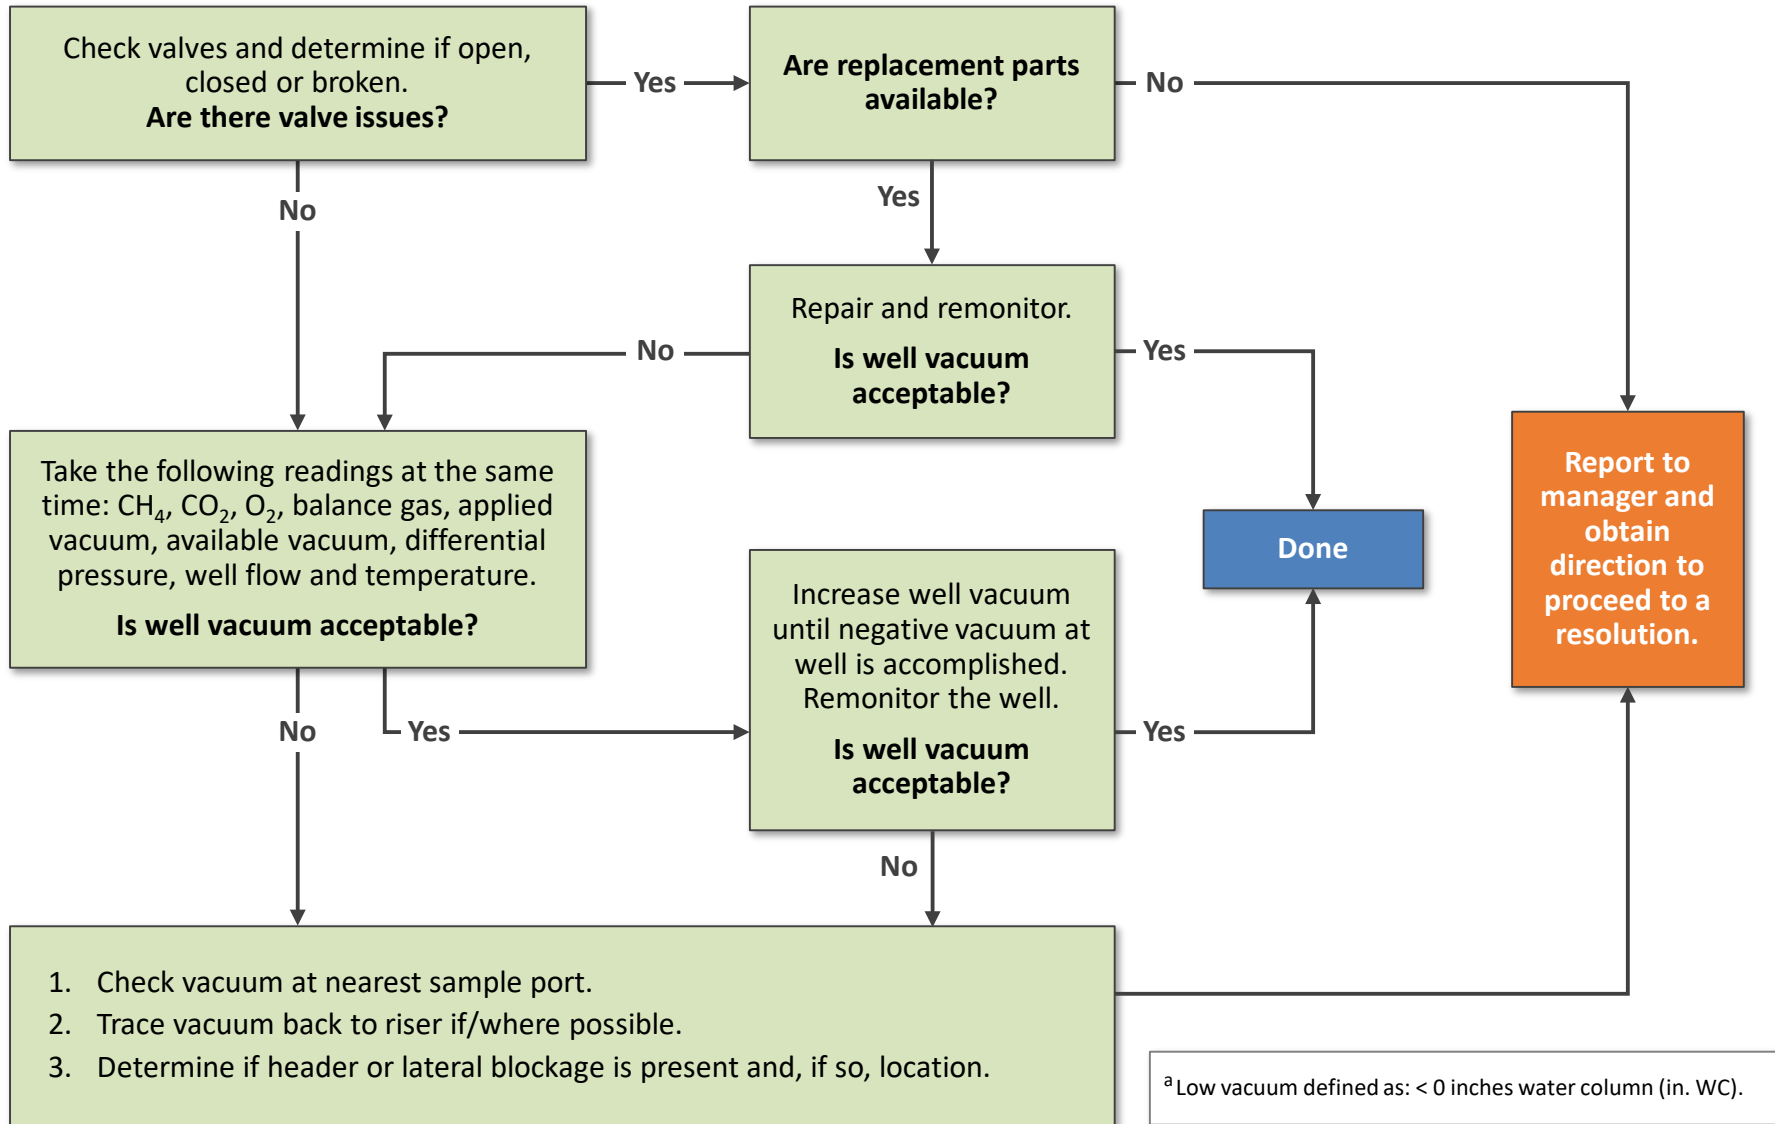 Check valves and determine if open,
closed or broken.
Are there valve issues?
Yes
Are replacement parts
available?
No
No
Yes
Repair and remonitor.
Is well vacuum
acceptable?
No
Yes
Take the following readings at the same
time: CH₄, CO₂, O₂, balance gas, applied
vacuum, available vacuum, differential
pressure, well flow and temperature.
Is well vacuum acceptable?
Report to
manager and
obtain
direction to
proceed to a
resolution.
Done
Increase well vacuum
until negative vacuum at
well is accomplished.
Remonitor the well.
Is well vacuum
acceptable?
No
Yes
Yes
No
1. Check vacuum at nearest sample port.
2. Trace vacuum back to riser if/where possible.
3. Determine if header or lateral blockage is present and, if so, location.
ᵃ Low vacuum defined as: < 0 inches water column (in. WC).